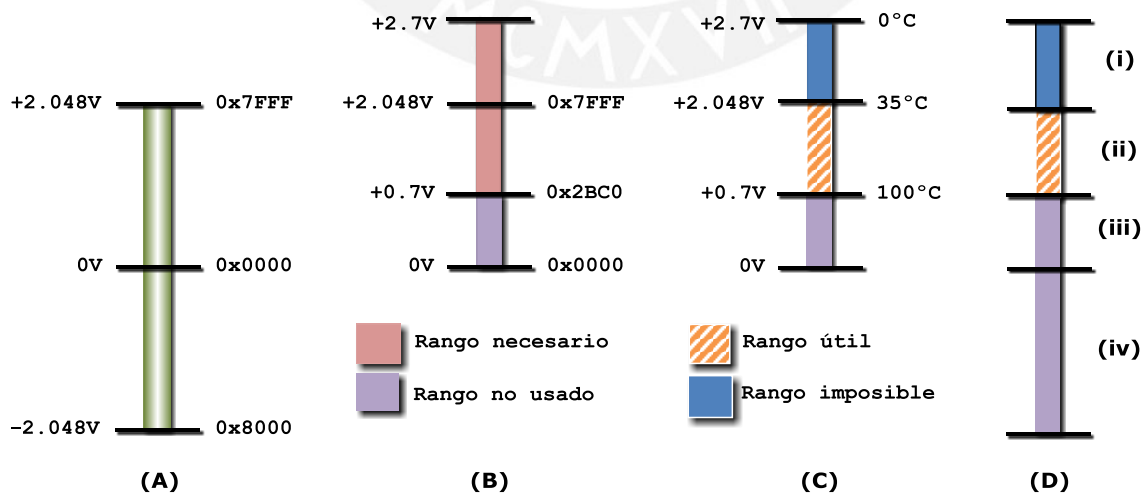 MCMXVII
+2.048V 0x7FFF
0V 0x0000
-2.048V 0x8000
(A)
+2.7V
+2.048V 0x7FFF
+0.7V 0x2BC0
0V 0x0000
Rango necesario
Rango no usado
(B)
+2.7V 0°C
+2.048V 35°C
+0.7V 100°C
0V
Rango útil
Rango imposible
(C)
(i)
(ii)
(iii)
(iv)
(D)